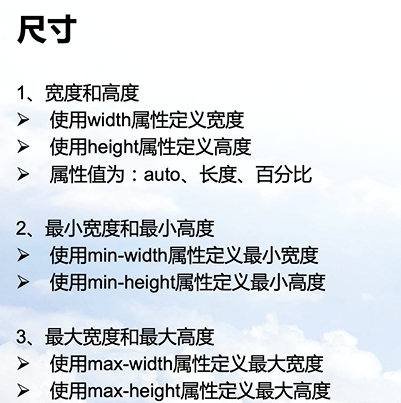 尺寸
1、宽度和高度
➢ 使用width属性定义宽度
➢ 使用height属性定义高度
➢ 属性值为：auto、长度、百分比
2、最小宽度和最小高度
➢ 使用min-width属性定义最小宽度
➢ 使用min-height属性定义最小高度
3、最大宽度和最大高度
➢ 使用max-width属性定义最大宽度
➢ 使用max-height属性定义最大高度